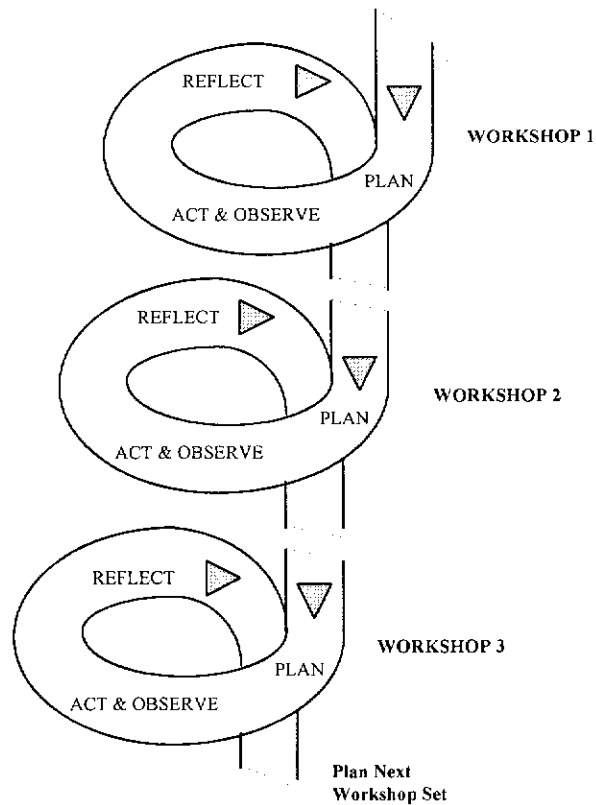 REFLECT
WORKSHOP 1
PLAN
ACT & OBSERVE
REFLECT
WORKSHOP 2
PLAN
ACT & OBSERVE
REFLECT
WORKSHOP 3
PLAN
ACT & OBSERVE
Plan Next
Workshop Set